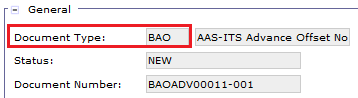 General
Document Type: BAO AAS-ITS Advance Offset No
Status: NEW
Document Number: BAOADV00011-001